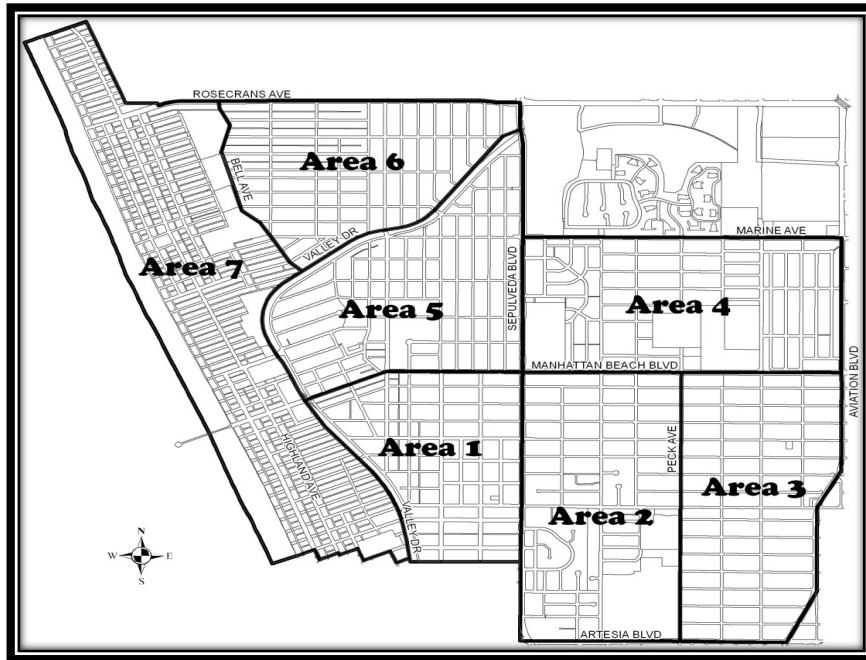 ROSECRANS AVE
Area 6
BELL AVE
VALLEY DR
MARINE AVE
Area 7
SEPULVEDA BLVD
Area 5
Area 4
MANHATTAN BEACH BLVD
AVIATION BLVD
HIGHLAND AVE
Area 1
PECK AVE
Area 3
Area 2
VALLEY DR
N
W E
S
ARTESIA BLVD